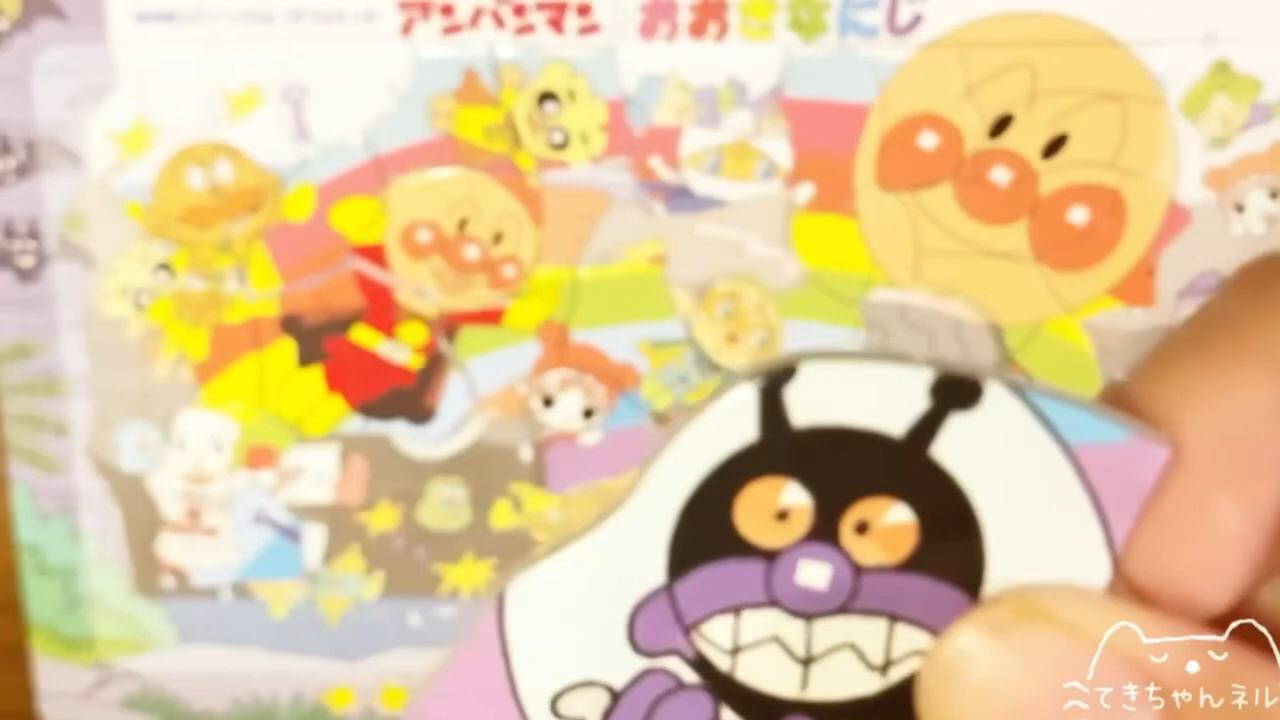 アンパンマン おおきなにじ
へてきちゃんネル